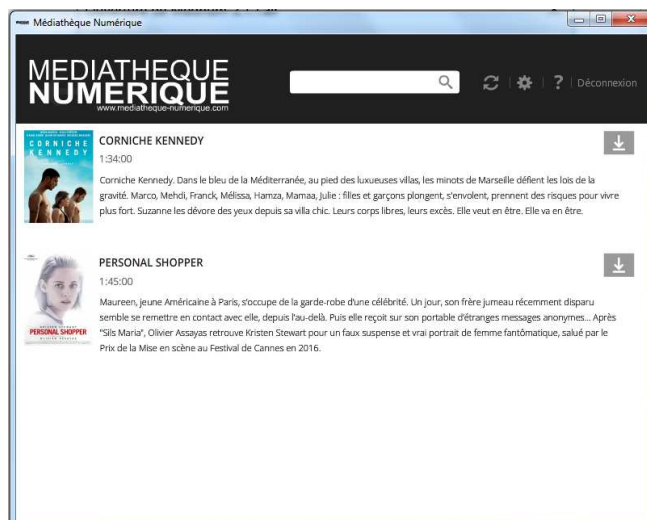 Médiathèque Numérique
MEDIATHEQUE
NUMERIQUE
www.mediatheque-numerique.com
? Déconnexion
CORNICHE
KENNEDY
CORNICHE KENNEDY
1:34:00
Corniche Kennedy. Dans le bleu de la Méditerranée, au pied des luxueuses villas, les minots de Marseille défient les lois de la
gravité. Marco, Mehdi, Franck, Mélissa, Hamza, Mamaa, Julie : filles et garçons plongent, s'envolent, prennent des risques pour vivre
plus fort. Suzanne les dévore des yeux depuis sa villa chic. Leurs corps libres, leurs excès. Elle veut en être. Elle va en être.
PERSONAL SHOPPER
PERSONAL SHOPPER
1:45:00
Maureen, jeune Américaine à Paris, s'occupe de la garde-robe d'une célébrité. Un jour, son frère jumeau récemment disparu
semble se remettre en contact avec elle, depuis l'au-delà. Puis elle reçoit sur son portable d'étranges messages anonymes... Après
"Sils Maria", Olivier Assayas retrouve Kristen Stewart pour un faux suspense et vrai portrait de femme fantômatique, salué par le
Prix de la Mise en scène au Festival de Cannes en 2016.